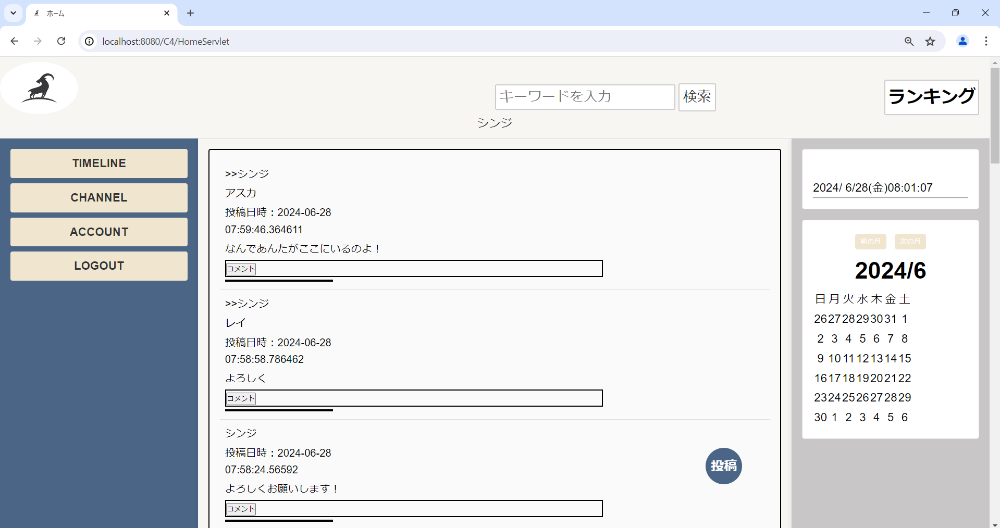 ホーム
localhost:8080/C4/HomeServlet
キーワードを入力 検索
ランキング
シンジ
TIMELINE
CHANNEL
ACCOUNT
LOGOUT
>>シンジ
アスカ
投稿日時：2024-06-28
07:59:46.364611
なんであんたがここにいるのよ！
コメント
>>シンジ
レイ
投稿日時：2024-06-28
07:58:58.786462
よろしく
コメント
シンジ
投稿日時：2024-06-28
07:58:24.56592
よろしくお願いします！
コメント
投稿
2024/ 6/28(金)08:01:07
前の月 次の月
2024/6
日 月 火 水 木 金 土
26 27 28 29 30 31 1
2 3 4 5 6 7 8
9 10 11 12 13 14 15
16 17 18 19 20 21 22
23 24 25 26 27 28 29
30 1 2 3 4 5 6